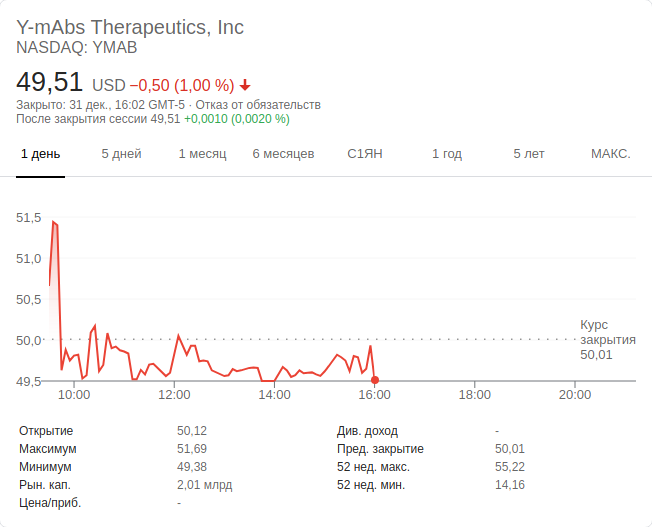 Y-mAbs Therapeutics, Inc
NASDAQ: YMAB
49,51 USD −0,50 (1,00 %)
Закрыто: 31 дек., 16:02 GMT-5 · Отказ от обязательств
После закрытия сессии 49,51 +0,0010 (0,0020 %)
1 день 5 дней 1 месяц 6 месяцев С1ЯН 1 год 5 лет МАКС.
51,5
51,0
50,5
50,0
49,5
Курс
закрытия
50,01
10:00 12:00 14:00 16:00 18:00 20:00
Открытие 50,12 Див. доход -
Максимум 51,69 Пред. закрытие 50,01
Минимум 49,38 52 нед. макс. 55,22
Рын. кап. 2,01 млрд 52 нед. мин. 14,16
Цена/приб. -